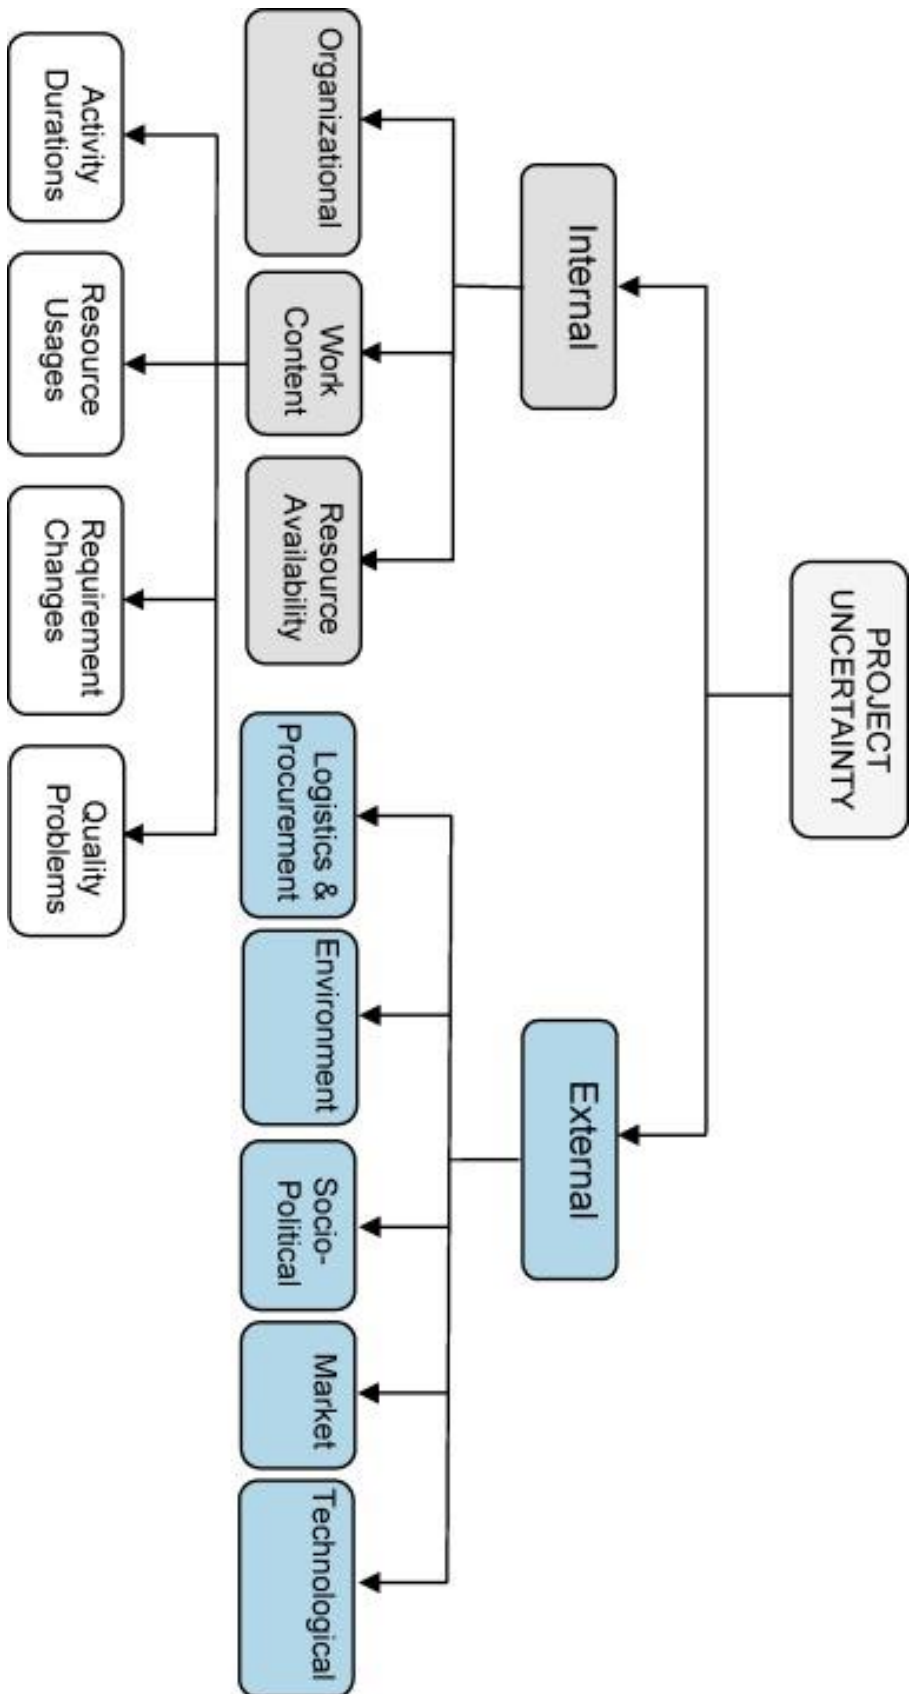 PROJECT
UNCERTAINTY
Internal
External
Organizational
Work
Content
Resource
Availability
Logistics &
Procurement
Environment
Socio-
Political
Market
Technological
Activity
Durations
Resource
Usages
Requirement
Changes
Quality
Problems